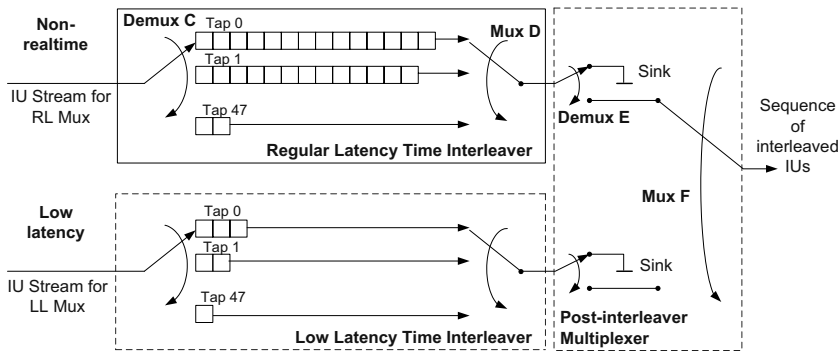 Non-
realtime
IU Stream for
RL Mux
Demux C
Tap 0
Tap 1
Tap 47
Mux D
Regular Latency Time Interleaver
Low
latency
IU Stream for
LL Mux
Tap 0
Tap 1
Tap 47
Low Latency Time Interleaver
Sink
Demux E
Mux F
Sink
Post-interleaver
Multiplexer
Sequence
of
interleaved
IUs